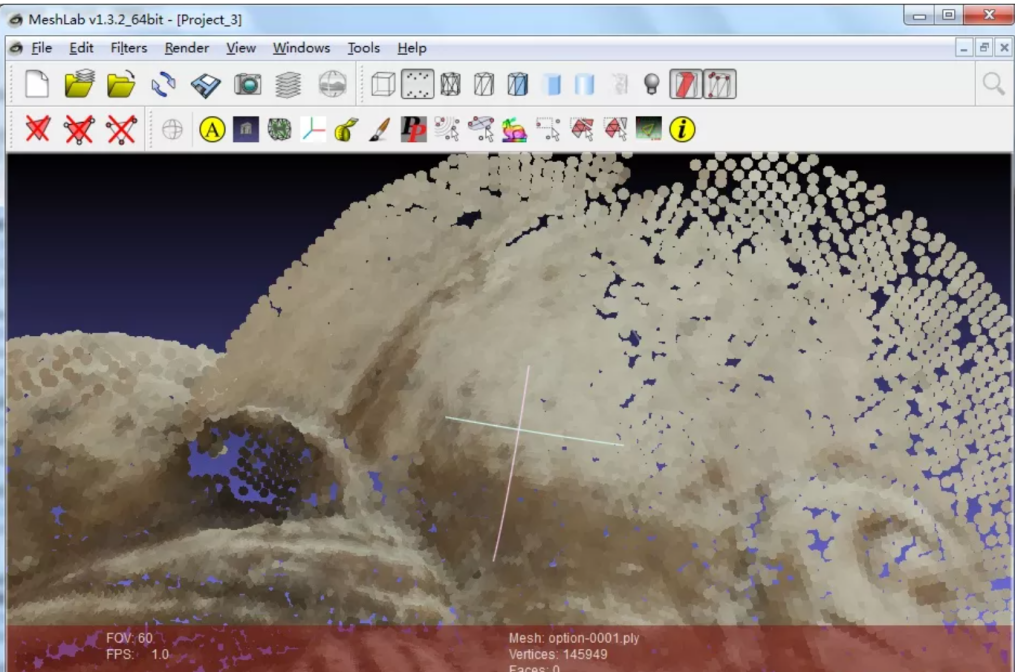 MeshLab v1.3.2_64bit - [Project_3]
File Edit Filters Render View Windows Tools Help
A PP i
FOV: 60
FPS: 1.0
Mesh: option-0001.ply
Vertices: 145949
Faces: 0